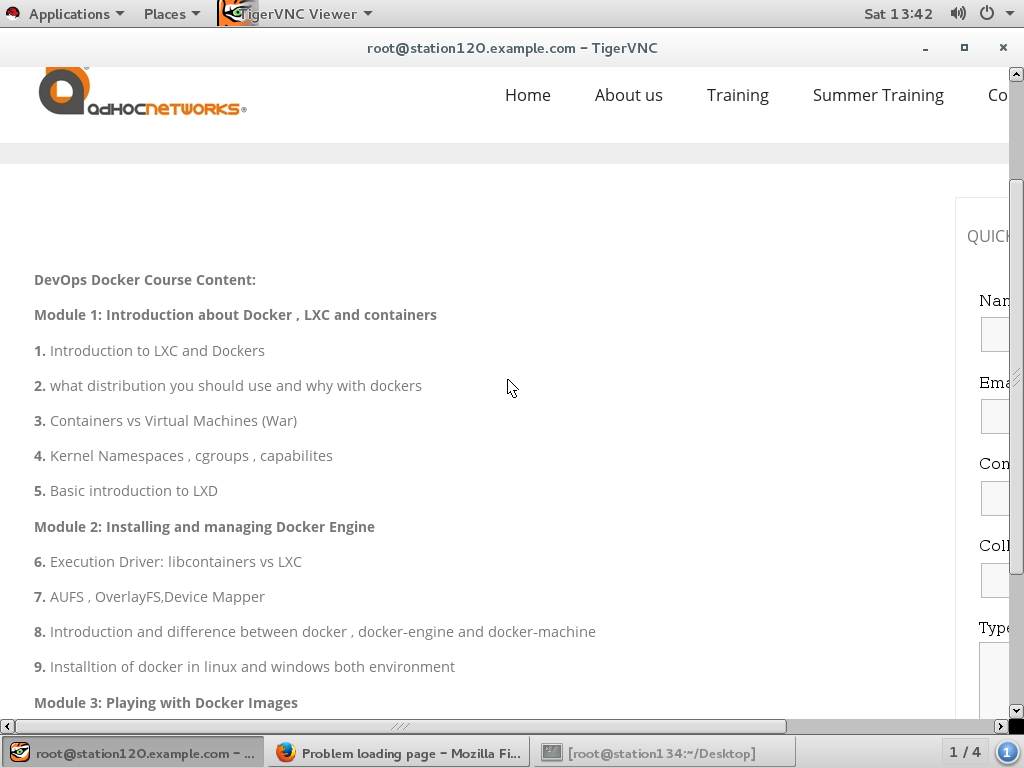 Applications Places TigerVNC Viewer Sat 13:42
root@station120.example.com – TigerVNC
adhocnetworks®
Home About us Training Summer Training Co
QUICK
DevOps Docker Course Content:
Nam
Module 1: Introduction about Docker , LXC and containers
1. Introduction to LXC and Dockers
Ema
2. what distribution you should use and why with dockers
3. Containers vs Virtual Machines (War)
4. Kernel Namespaces , cgroups , capabilites
Con
5. Basic introduction to LXD
Module 2: Installing and managing Docker Engine
Coll
6. Execution Driver: libcontainers vs LXC
7. AUFS , OverlayFS,Device Mapper
8. Introduction and difference between docker , docker-engine and docker-machine
Type
9. Installtion of docker in linux and windows both environment
Module 3: Playing with Docker Images
root@station120.example.com – ... Problem loading page – Mozilla Fi... [root@station134:~/Desktop] 1 / 4 1